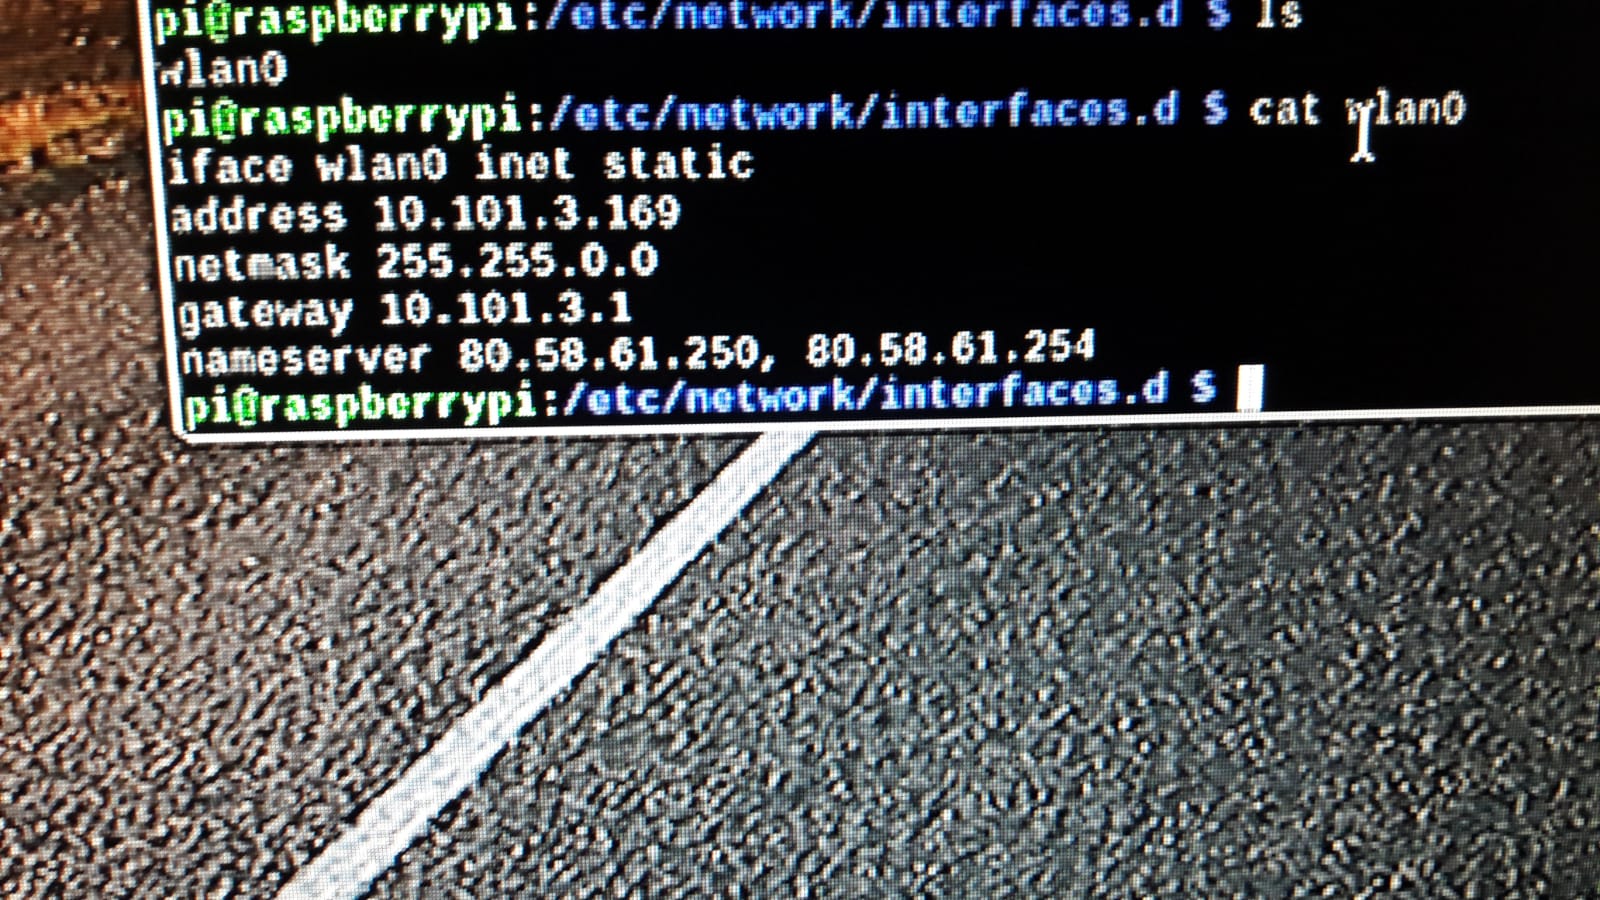 pi@raspberrypi:/etc/network/interfaces.d $ ls
wlan0
pi@raspberrypi:/etc/network/interfaces.d $ cat wlan0
iface wlan0 inet static
address 10.101.3.169
netmask 255.255.0.0
gateway 10.101.3.1
nameserver 80.58.61.250, 80.58.61.254
pi@raspberrypi:/etc/network/interfaces.d $